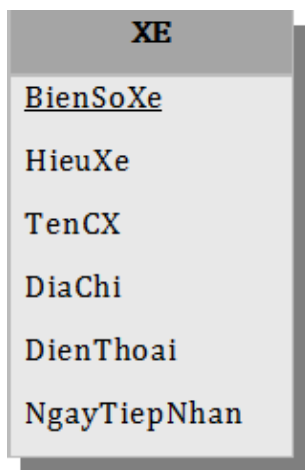 XE
BienSoXe
HieuXe
TenCX
DiaChi
DienThoai
NgayTiepNhan